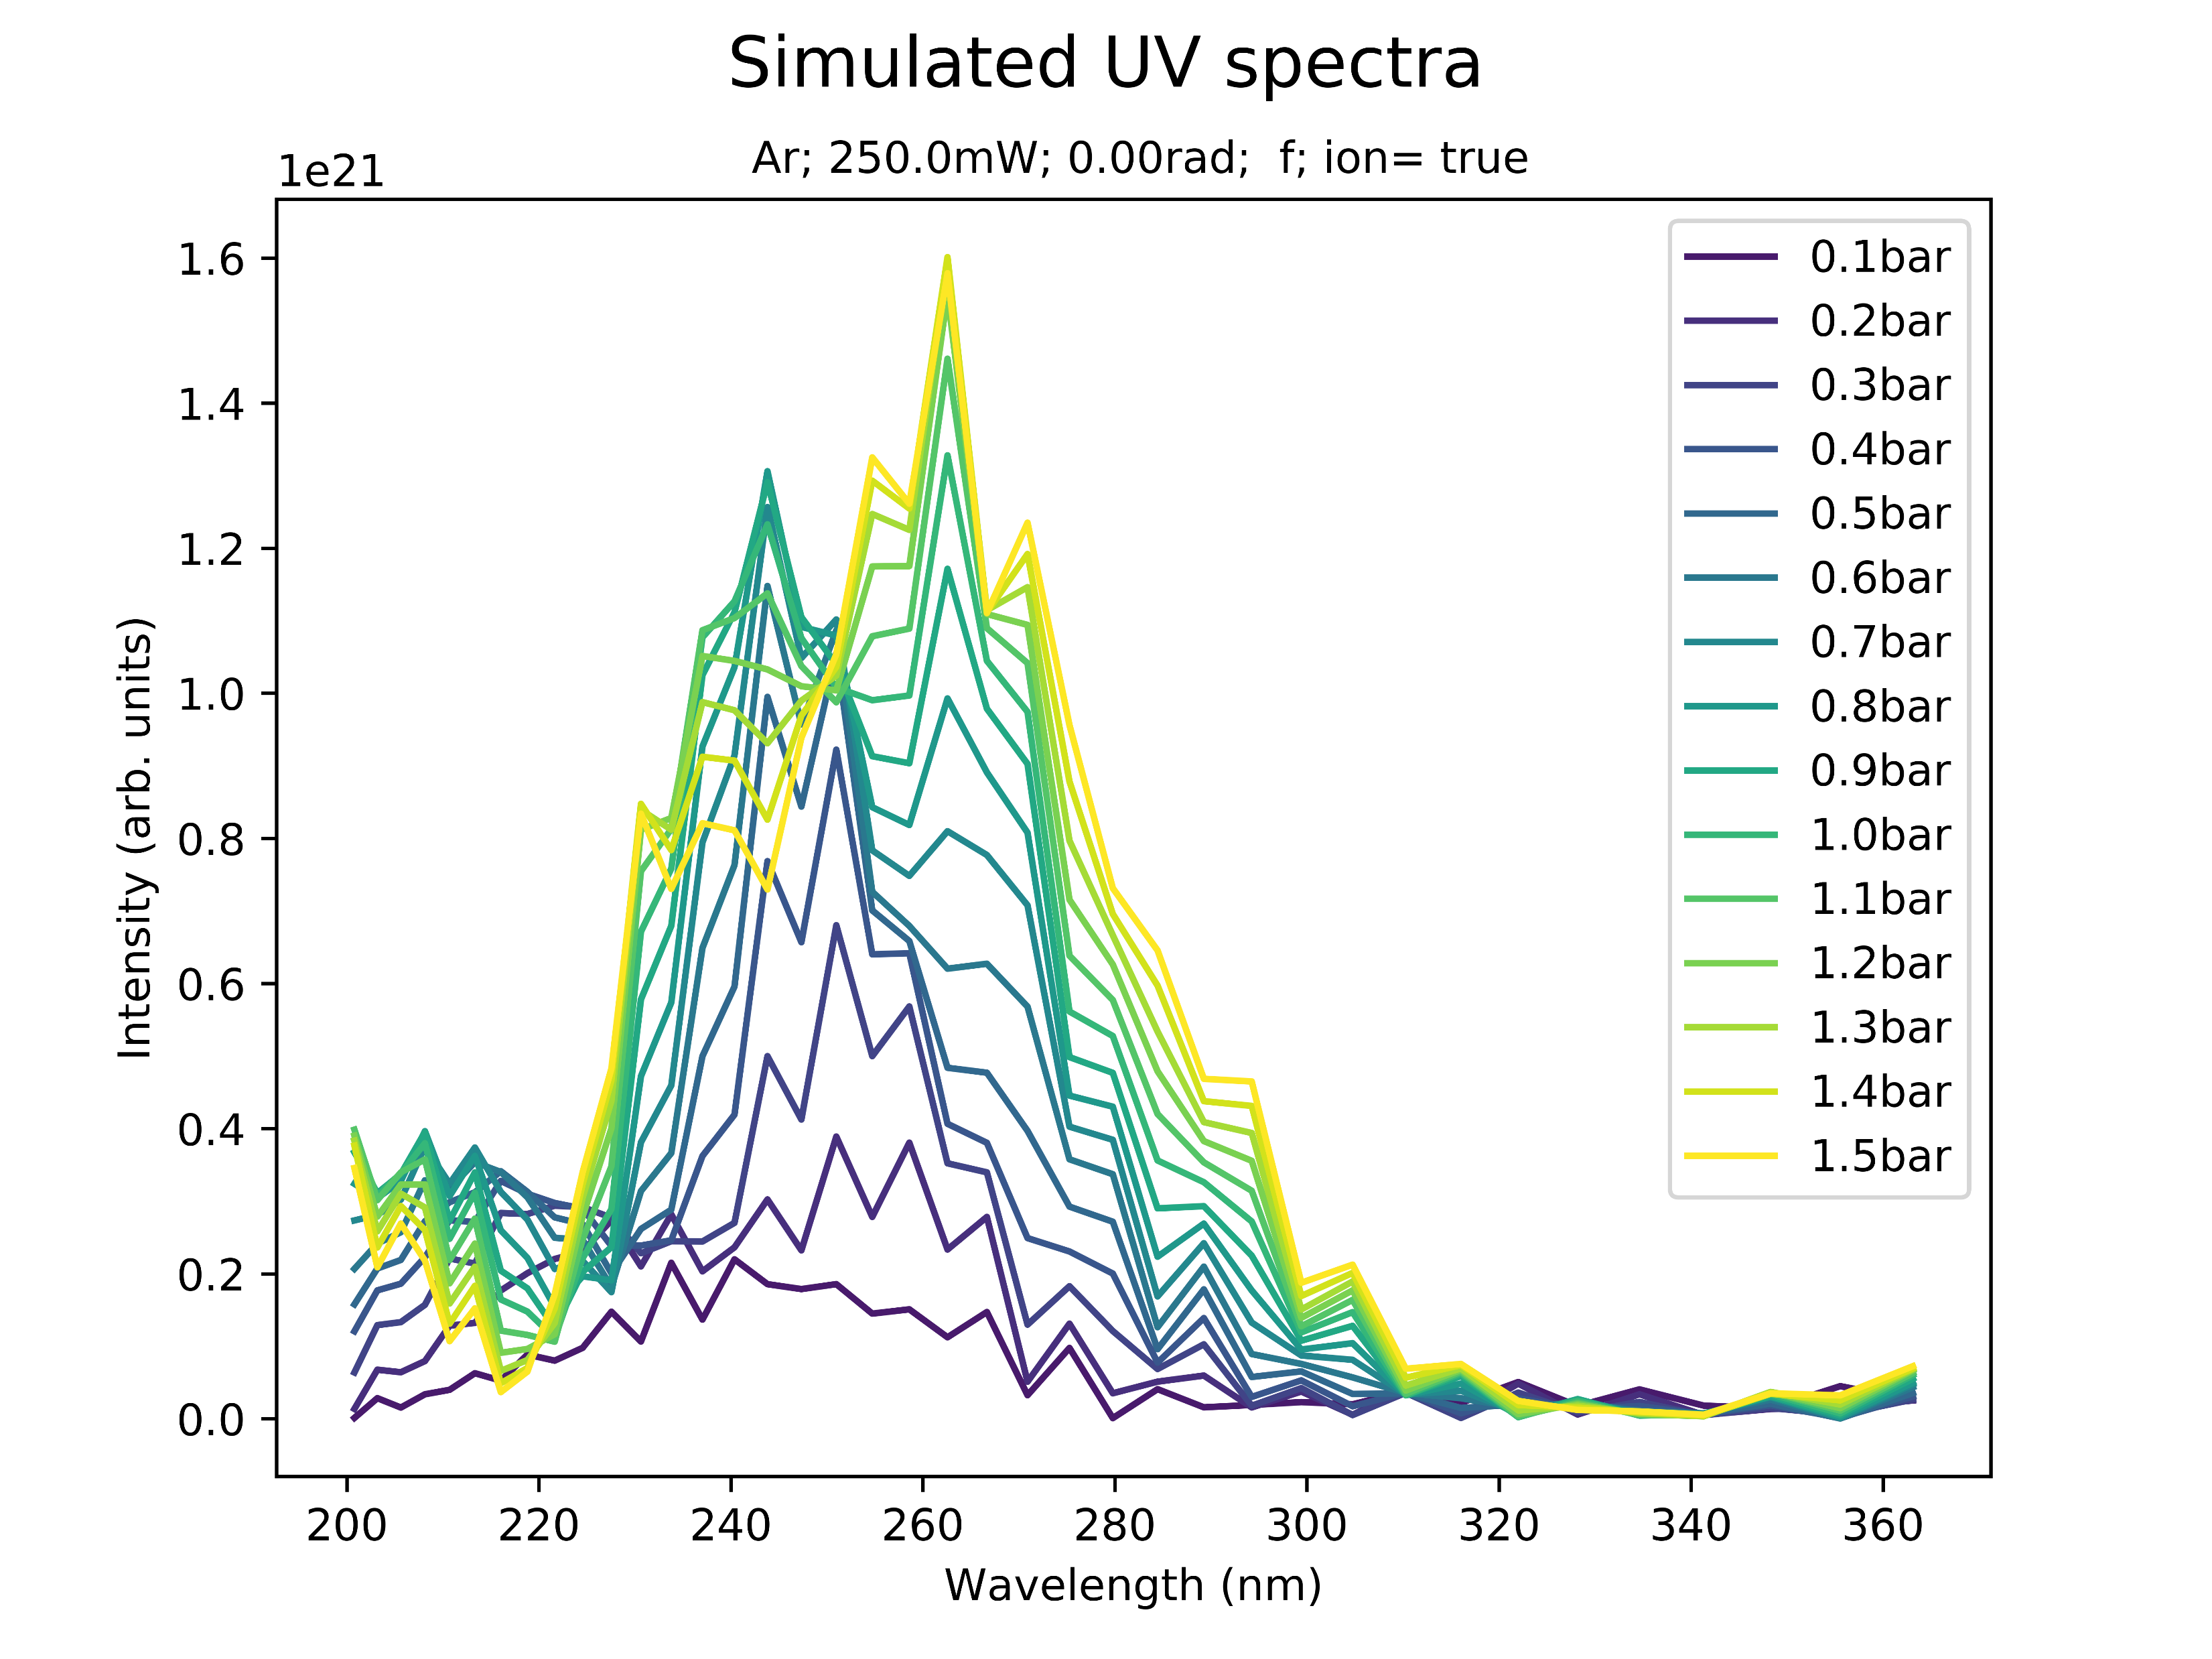 Simulated UV spectra
Ar; 250.0mW; 0.00rad;  f; ion= true
1e21
1.6
1.4
1.2
1.0
0.8
0.6
0.4
0.2
0.0
Intensity (arb. units)
200 220 240 260 280 300 320 340 360
Wavelength (nm)
0.1bar
0.2bar
0.3bar
0.4bar
0.5bar
0.6bar
0.7bar
0.8bar
0.9bar
1.0bar
1.1bar
1.2bar
1.3bar
1.4bar
1.5bar